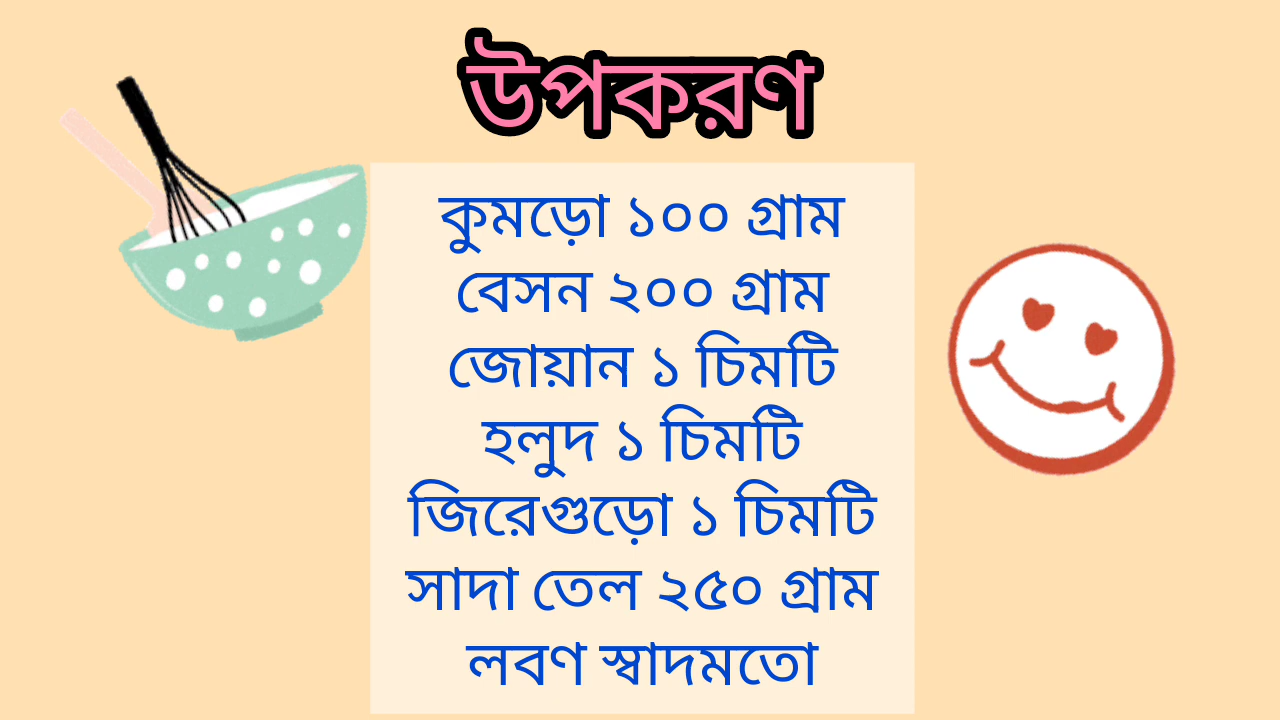 উপকরণ
কুমড়ো ১০০ গ্রাম
বেসন ২০০ গ্রাম
জোয়ান ১ চিমটি
হলুদ ১ চিমটি
জিরেগুড়ো ১ চিমটি
সাদা তেল ২৫০ গ্রাম
লবণ স্বাদমতো